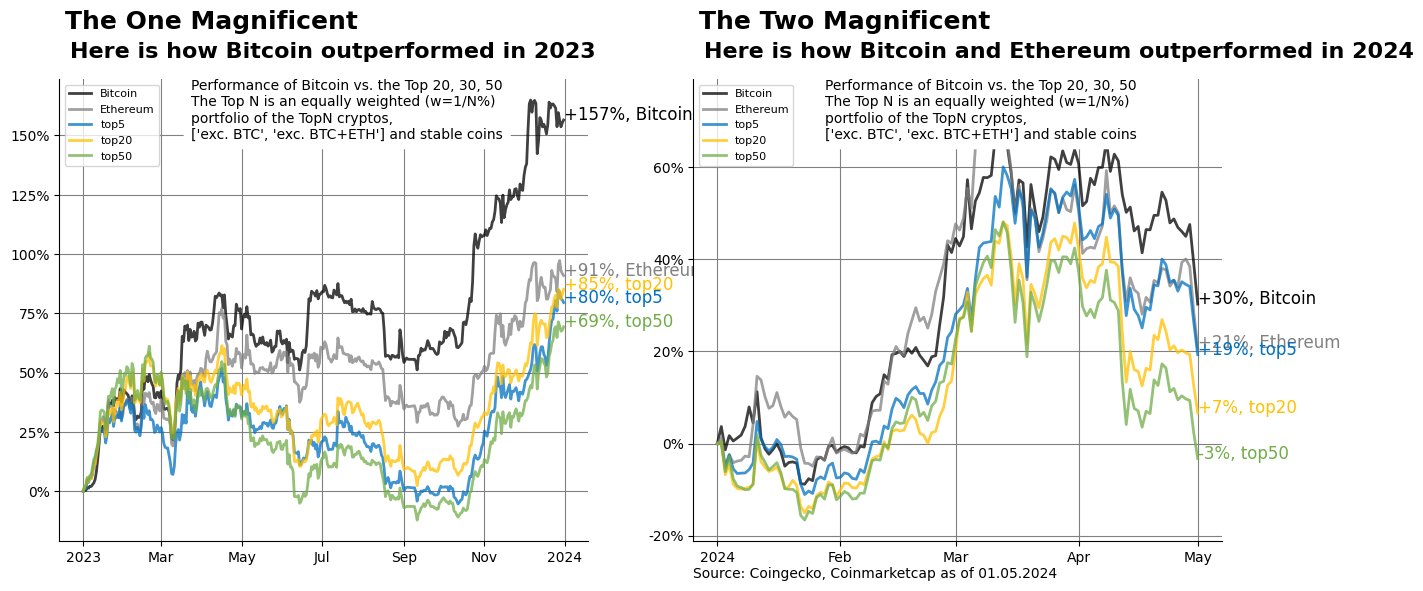 The One Magnificent
Here is how Bitcoin outperformed in 2023
Bitcoin
Ethereum
top5
top20
top50
Performance of Bitcoin vs. the Top 20, 30, 50
The Top N is an equally weighted (w=1/N%)
portfolio of the TopN cryptos,
['exc. BTC', 'exc. BTC+ETH'] and stable coins
150%
125%
100%
75%
50%
25%
0%
+157%, Bitcoin
+91%, Ethereum
+85%, top20
+80%, top5
+69%, top50
2023
Mar
May
Jul
Sep
Nov
2024
The Two Magnificent
Here is how Bitcoin and Ethereum outperformed in 2024
Bitcoin
Ethereum
top5
top20
top50
Performance of Bitcoin vs. the Top 20, 30, 50
The Top N is an equally weighted (w=1/N%)
portfolio of the TopN cryptos,
['exc. BTC', 'exc. BTC+ETH'] and stable coins
60%
40%
20%
0%
-20%
+30%, Bitcoin
+21%, Ethereum
+19%, top5
+7%, top20
-3%, top50
2024
Feb
Mar
Apr
May
Source: Coingecko, Coinmarketcap as of 01.05.2024